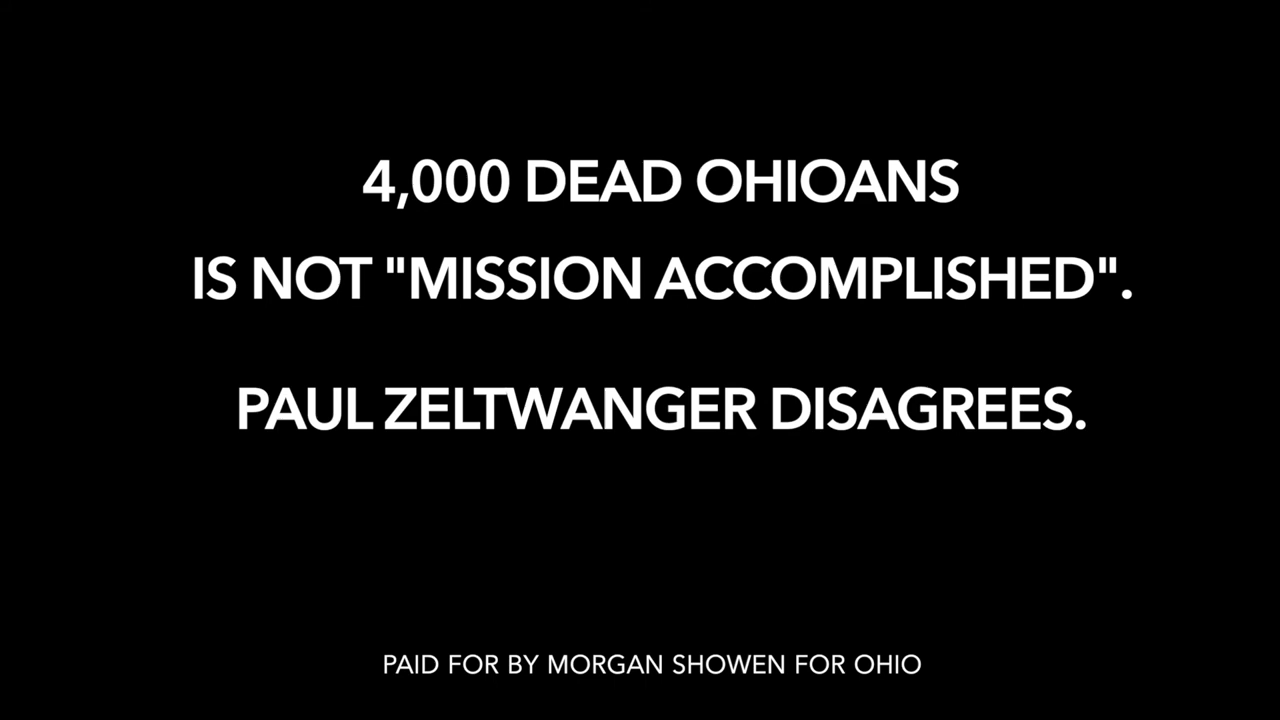 4,000 DEAD OHIOANS
IS NOT "MISSION ACCOMPLISHED".
PAUL ZELTWANGER DISAGREES.
PAID FOR BY MORGAN SHOWEN FOR OHIO